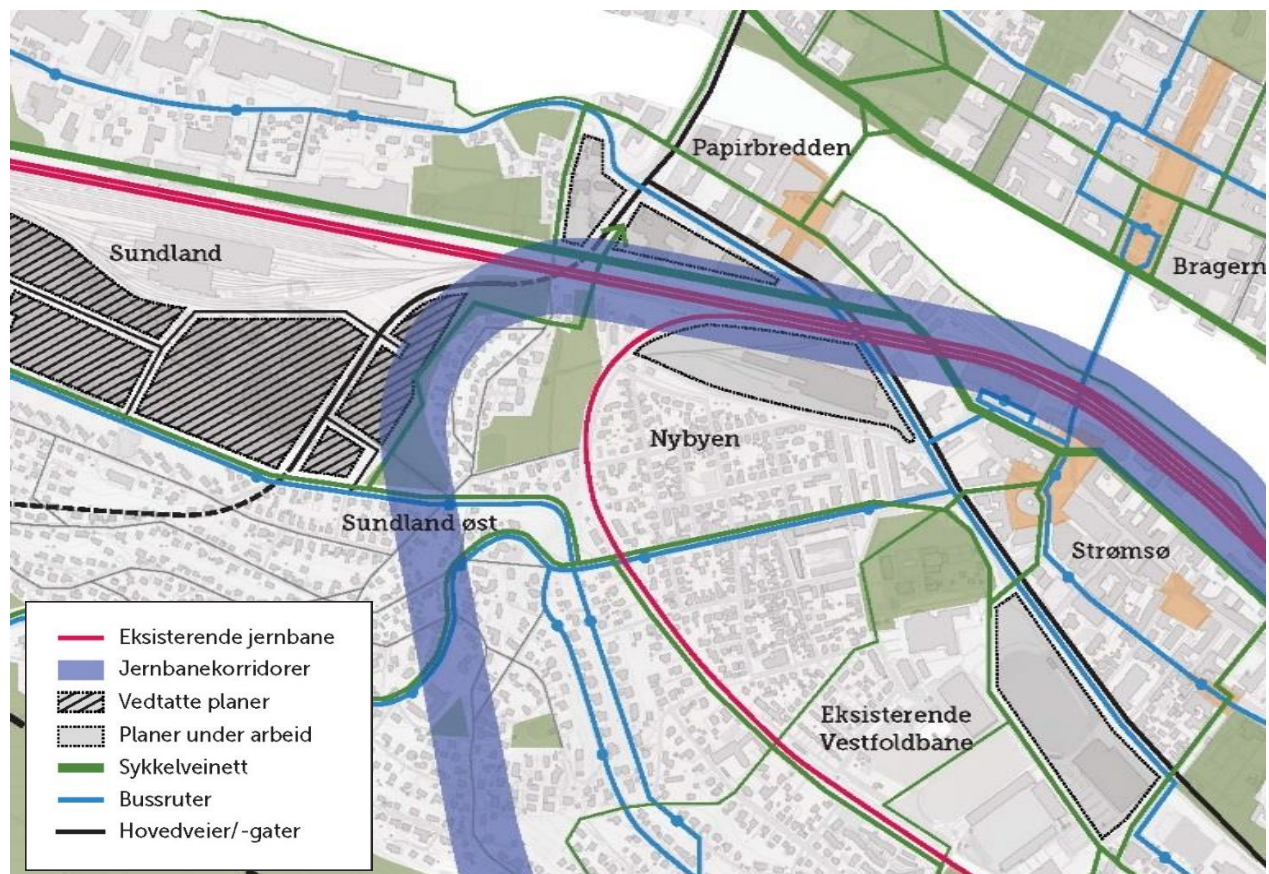 Papirbredden
Sundland
Bragern
Nybyen
Sundland øst
Strømsø
Eksisterende
Vestfoldbane
Eksisterende jernbane
Jernbanekorridorer
Vedtatte planer
Planer under arbeid
Sykkelveinett
Bussruter
Hovedveier/-gater